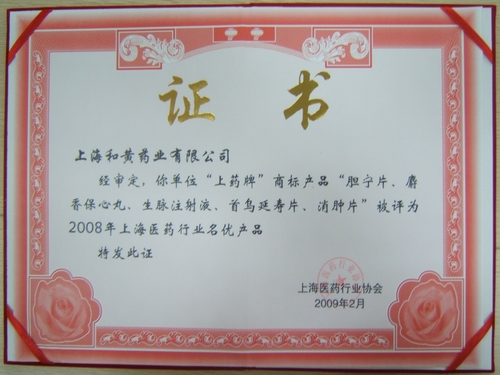 证书
上海和黄药业有限公司
经审定，你单位“上药牌”商标产品“胆宁片、麝
香保心丸、生脉注射液、首乌延寿片、消肿片”被评为
2008年上海医药行业名优产品
特发此证
上海医药行业协会
2009年2月